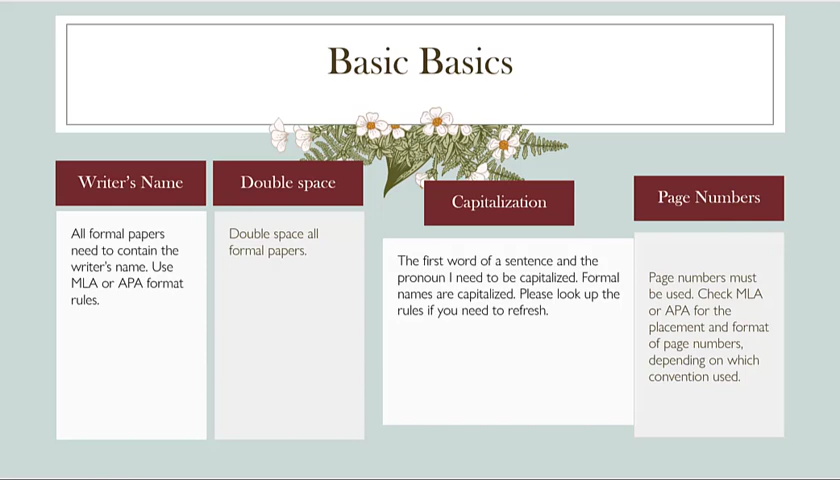 Basic Basics
Writer's Name
All formal papers
need to contain the
writer's name. Use
MLA or APA format
rules.
Double space
Double space all
formal papers.
Capitalization
The first word of a sentence and the
pronoun I need to be capitalized. Formal
names are capitalized. Please look up the
rules if you need to refresh.
Page Numbers
Page numbers must
be used. Check MLA
or APA for the
placement and format
of page numbers,
depending on which
convention used.